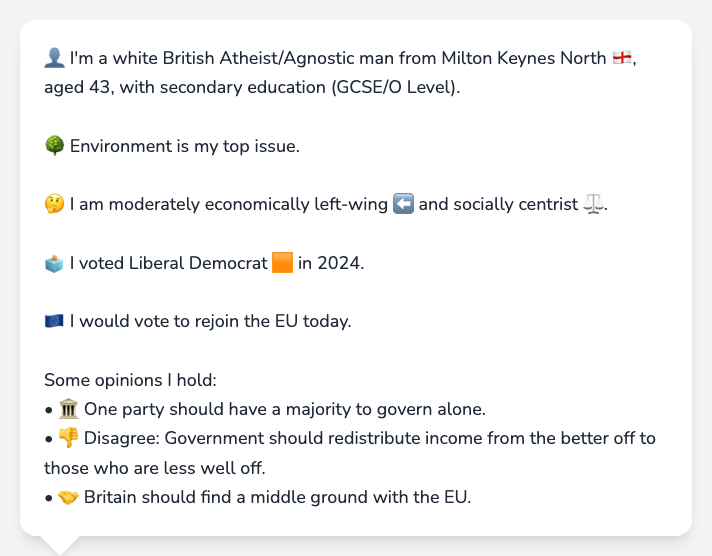 👤 I'm a white British Atheist/Agnostic man from Milton Keynes North 🏴󠁧󠁢󠁥󠁮󠁧󠁿,
aged 43, with secondary education (GCSE/O Level).
🌳 Environment is my top issue.
🤔 I am moderately economically left-wing ⬅️ and socially centrist ⚖️.
🗳️ I voted Liberal Democrat 🟧 in 2024.
🇪🇺 I would vote to rejoin the EU today.
Some opinions I hold:
• 🏛️ One party should have a majority to govern alone.
• 👎 Disagree: Government should redistribute income from the better off to
those who are less well off.
• 🤝 Britain should find a middle ground with the EU.